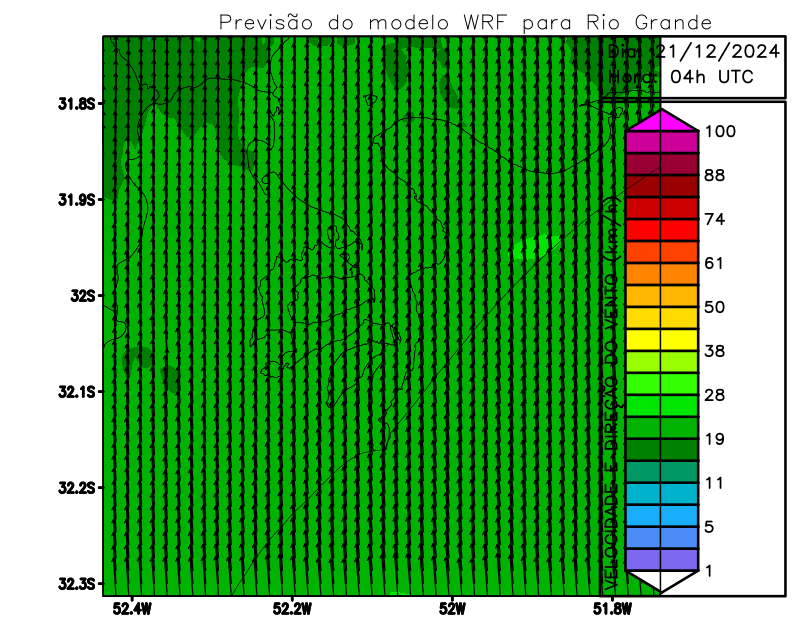 Previsão do modelo WRF para Rio Grande
Dia: 21/12/2024
Hora: 04h UTC
31.8S
31.9S
32S
32.1S
32.2S
32.3S
52.4W
52.2W
52W
51.8W
VELOCIDADE E DIREÇÃO DO VENTO (km/h)
100
88
74
61
50
38
28
19
11
5
1